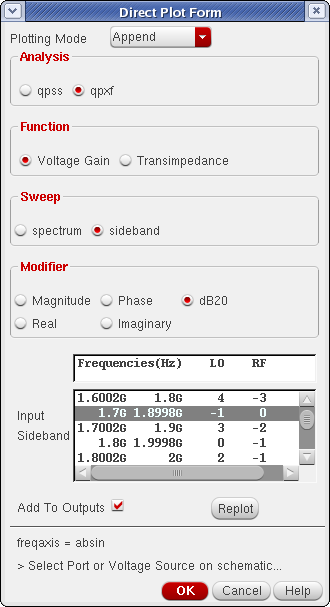 Direct Plot Form
Plotting Mode Append
Analysis
qpss qpxf
Function
Voltage Gain Transimpedance
Sweep
spectrum sideband
Modifier
Magnitude Phase dB20
Real Imaginary
Frequencies(Hz) LO RF
Input
Sideband
1.6002G 1.8G 4 -3
1.7G 1.8998G -1 0
1.7002G 1.9G 3 -2
1.8G 1.9998G 0 -1
1.8002G 2G 2 -1
Add To Outputs Replot
freqaxis = absin
> Select Port or Voltage Source on schematic...
OK Cancel Help